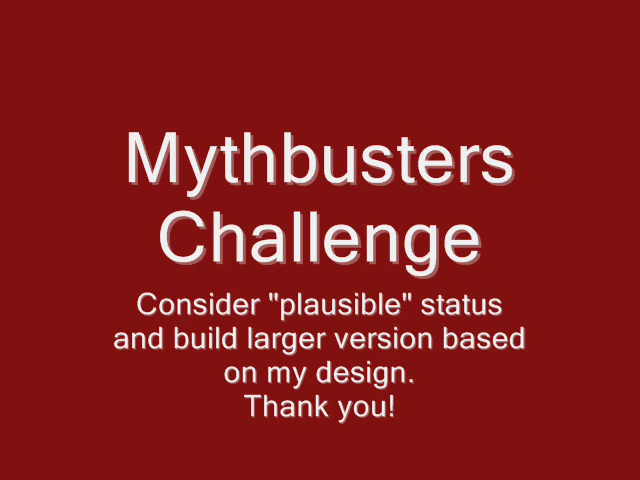 Mythbusters
Challenge
Consider "plausible" status
and build larger version based
on my design.
Thank you!